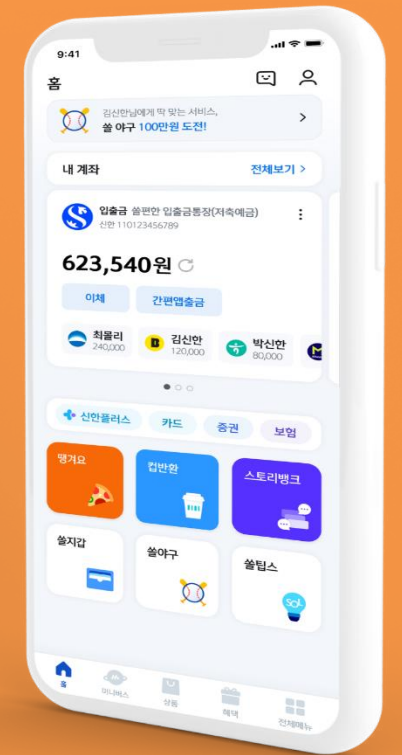 9:41
홈
김신한님에게 딱 맞는 서비스,
쏠 야구 100만원 도전!
내 계좌
전체보기
입출금 쏠편한 입출금통장(저축예금)
신한 110123456789
623,540원
이체
간편앱출금
최몰리
240,000
김신한
120,000
박신한
80,000
신한플러스
카드
증권
보험
땡겨요
컵반환
스토리뱅크
쏠지갑
쏠야구
쏠팁스
SOL
홈
머니버스
상품
혜택
전체메뉴